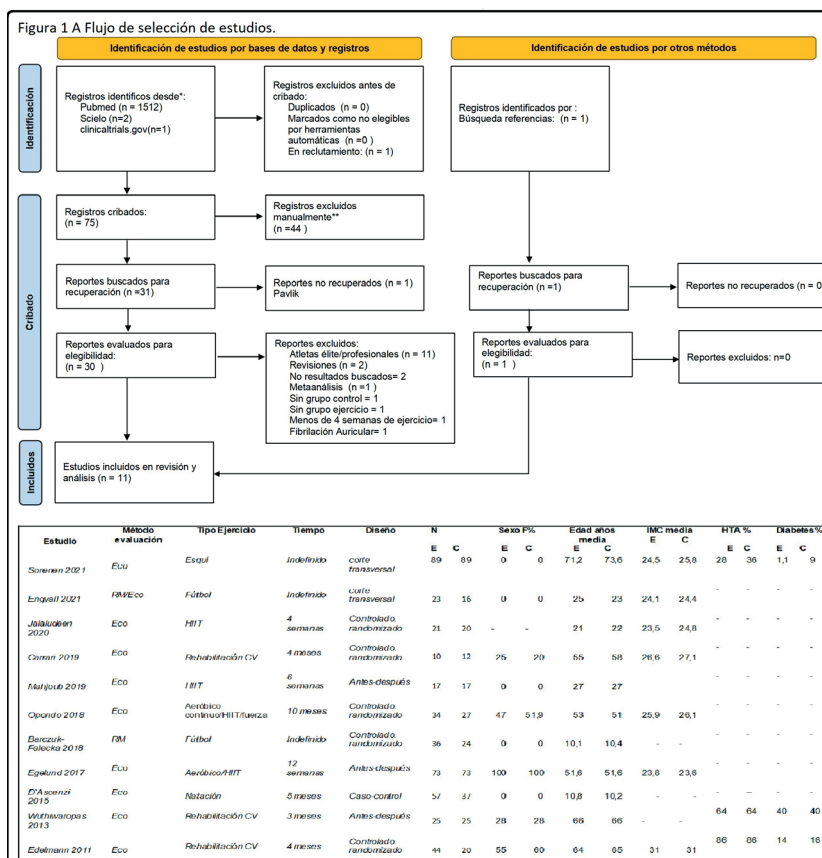 Figura 1 A Flujo de selección de estudios.
Identificación de estudios por bases de datos y registros
Identificación de estudios por otros métodos
Identificación
Registros identificos desde*:
Pubmed (n = 1512)
Scielo (n=2)
clinicaltrials.gov(n=1)
Registros excluidos antes de
cribado:
Duplicados (n = 0)
Marcados como no elegibles
por herramientas
automáticas (n =0 )
En reclutamiento: (n = 1)
Registros identificados por :
Búsqueda referencias: (n = 1)
Cribado
Registros cribados:
(n = 75)
Registros excluidos
manualmente**
(n =44 )
Reportes buscados para
recuperación (n =31)
Reportes no recuperados (n = 1)
Pavlik
Reportes buscados para
recuperación (n =1)
Reportes no recuperados (n = 0
Reportes evaluados para
elegibilidad:
(n = 30 )
Reportes excluidos:
Atletas élite/profesionales (n = 11)
Revisiones (n = 2)
No resultados buscados= 2
Metaanálisis (n =1 )
Sin grupo control = 1
Sin grupo ejercicio = 1
Menos de 4 semanas de ejercicio= 1
Fibrilación Auricular= 1
Reportes evaluados para
elegibilidad:
(n = 1 )
Reportes excluidos: n=0
Incluidos
Estudios incluidos en revisión y
análisis (n = 11)
Estudio Método evaluación Tipo Ejercicio Tiempo Diseño N Sexo F% Edad años media IMC media HTA % Diabetes%
E C E C E C E C E C E C
Sorenen 2021 Eco Esquí Indefinido corte transversal 89 89 0 0 71,2 73,6 24,5 25,8 28 36 1,1 9
Engvall 2021 RM/Eco Fútbol Indefinido corte transversal 23 16 0 0 25 23 24,1 24,4 - - - -
Jalaludeen 2020 Eco HIIT 4 semanas Controlado, randomizado 21 20 - - 21 22 23,5 24,8 - - - -
Carrari 2019 Eco Rehabilitación CV 4 meses Controlado, randomizado 10 12 25 20 55 58 26,6 27,1 - - - -
Mahjoub 2019 Eco HIIT 6 semanas Antes-después 17 17 0 0 27 27 - - - -
Opondo 2018 Eco Aeróbico continuo/HIIT/fuerza 10 meses Controlado, randomizado 34 27 47 51,9 53 51 25,9 26,1 - - - -
Barczuk-Falecka 2018 RM Fútbol Indefinido Controlado, randomizado 36 24 0 0 10,1 10,4 - - - - - -
Egelund 2017 Eco Aeróbico/HIIT 12 semanas Antes-después 73 73 100 100 51,6 51,6 23,8 23,6 - - - -
D'Ascenzi 2015 Eco Natación 5 meses Caso-control 57 37 0 0 10,8 10,2 - - - - - -
Wuthiwaropas 2013 Eco Rehabilitación CV 3 meses Antes-después 25 25 28 28 66 66 - - 64 64 40 40
Edelmann 2011 Eco Rehabilitación CV 4 meses Controlado, randomizado 44 20 55 60 64 65 31 31 86 86 14 16